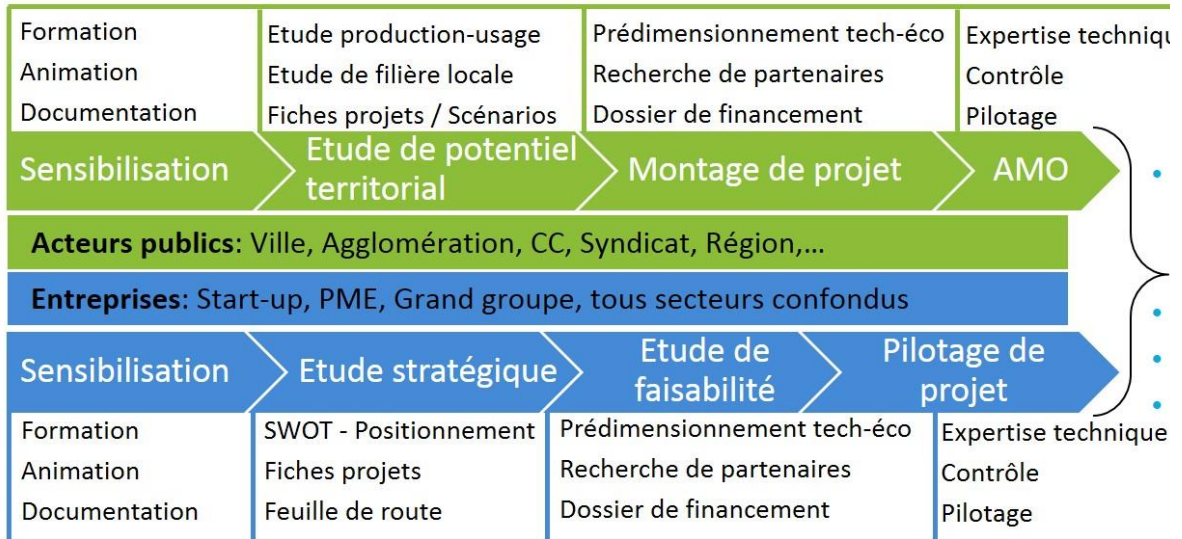 Formation
Animation
Documentation
Etude production-usage
Etude de filière locale
Fiches projets / Scénarios
Prédimensionnement tech-éco
Recherche de partenaires
Dossier de financement
Expertise techniqu
Contrôle
Pilotage
Sensibilisation
Etude de potentiel
territorial
Montage de projet
AMO
Acteurs publics: Ville, Agglomération, CC, Syndicat, Région,...
Entreprises: Start-up, PME, Grand groupe, tous secteurs confondus
Sensibilisation
Etude stratégique
Etude de
faisabilité
Pilotage de
projet
Formation
Animation
Documentation
SWOT - Positionnement
Fiches projets
Feuille de route
Prédimensionnement tech-éco
Recherche de partenaires
Dossier de financement
Expertise technique
Contrôle
Pilotage